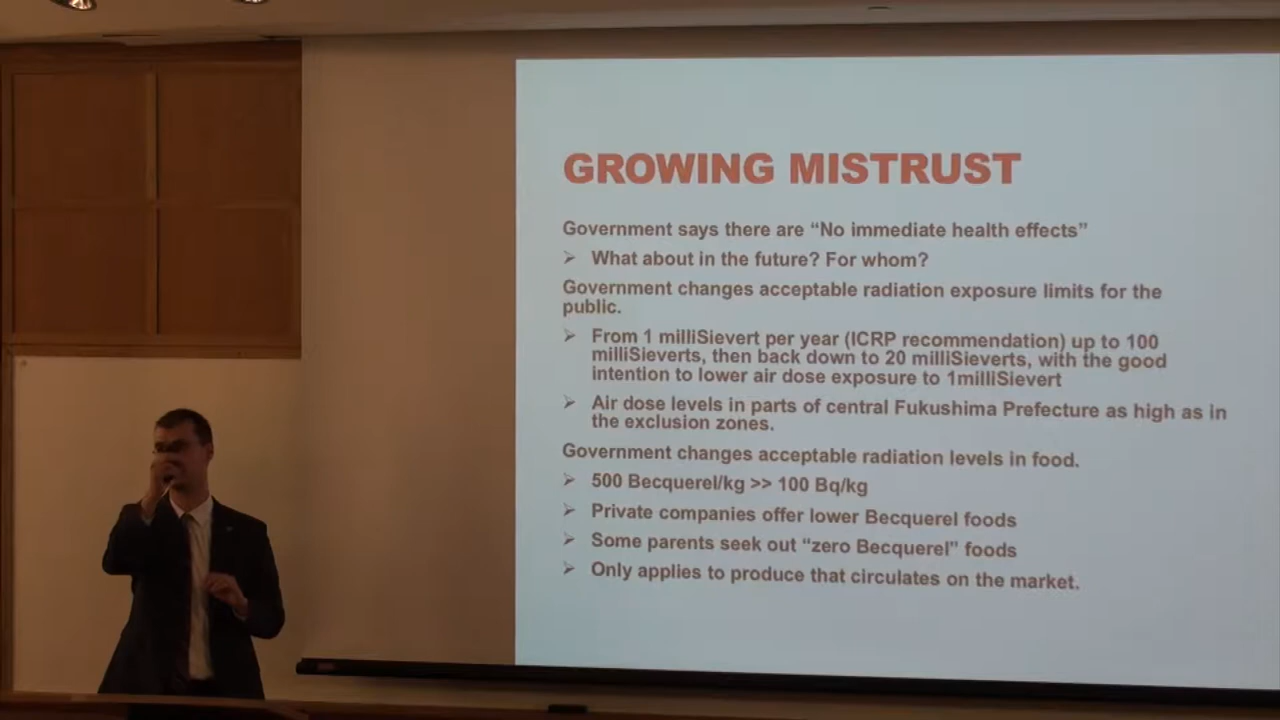 GROWING MISTRUST
Government says there are “No immediate health effects”
➢ What about in the future? For whom?
Government changes acceptable radiation exposure limits for the
public.
➢ From 1 milliSievert per year (ICRP recommendation) up to 100
milliSieverts, then back down to 20 milliSieverts, with the good
intention to lower air dose exposure to 1milliSievert
➢ Air dose levels in parts of central Fukushima Prefecture as high as in
the exclusion zones.
Government changes acceptable radiation levels in food.
➢ 500 Becquerel/kg >> 100 Bq/kg
➢ Private companies offer lower Becquerel foods
➢ Some parents seek out “zero Becquerel” foods
➢ Only applies to produce that circulates on the market.